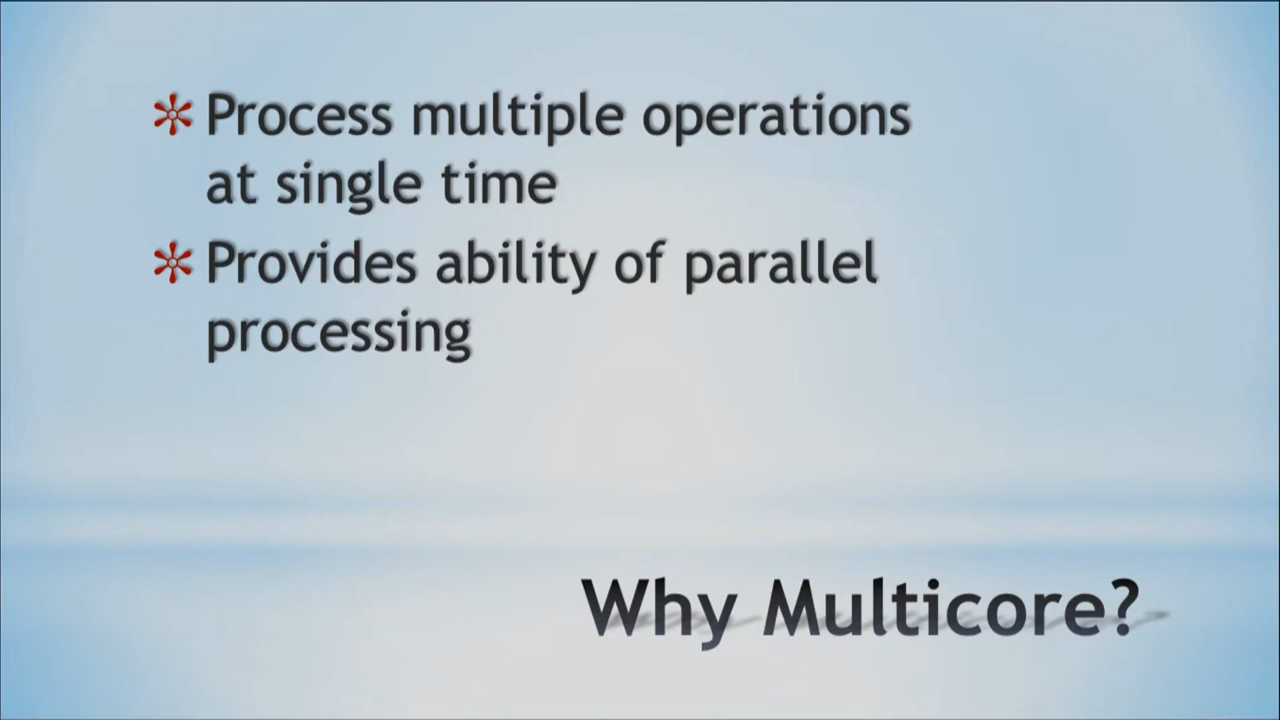 * Process multiple operations
at single time
* Provides ability of parallel
processing
Why Multicore?